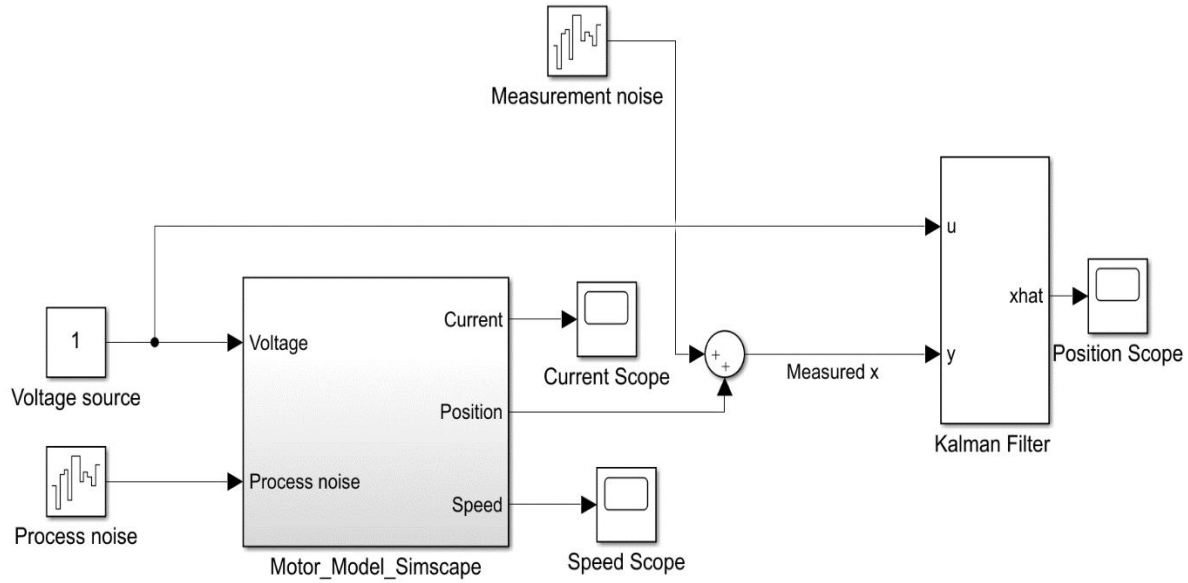 Measurement noise
u
xhat
y
Kalman Filter
Position Scope
1
Voltage source
Voltage
Process noise
Current
Position
Speed
Motor_Model_Simscape
Process noise
Current Scope
+
+
Measured x
Speed Scope